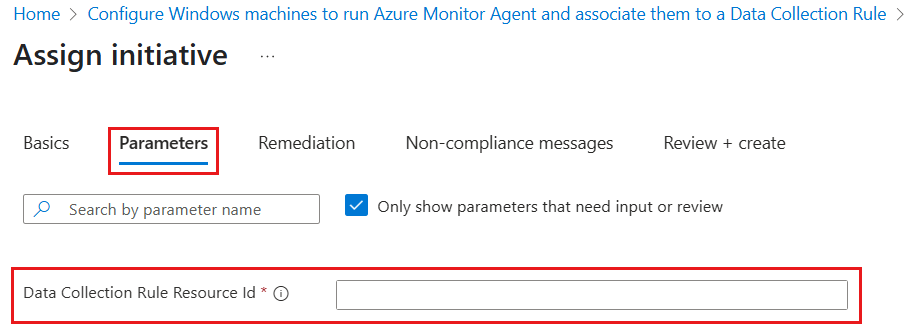 Home > Configure Windows machines to run Azure Monitor Agent and associate them to a Data Collection Rule >
Assign initiative ...
Basics Parameters Remediation Non-compliance messages Review + create
Search by parameter name Only show parameters that need input or review
Data Collection Rule Resource Id *